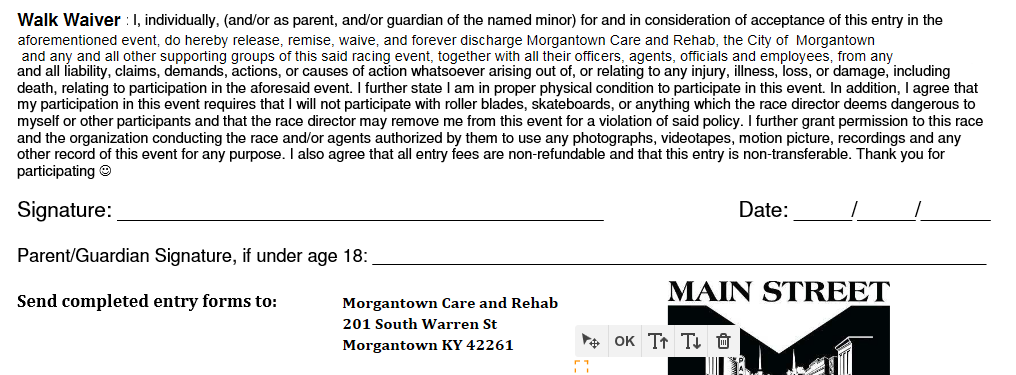 Walk Waiver : I, individually, (and/or as parent, and/or guardian of the named minor) for and in consideration of acceptance of this entry in the
aforementioned event, do hereby release, remise, waive, and forever discharge Morgantown Care and Rehab, the City of Morgantown
and any and all other supporting groups of this said racing event, together with all their officers, agents, officials and employees, from any
and all liability, claims, demands, actions, or causes of action whatsoever arising out of, or relating to any injury, illness, loss, or damage, including
death, relating to participation in the aforesaid event. I further state I am in proper physical condition to participate in this event. In addition, I agree that
my participation in this event requires that I will not participate with roller blades, skateboards, or anything which the race director deems dangerous to
myself or other participants and that the race director may remove me from this event for a violation of said policy. I further grant permission to this race
and the organization conducting the race and/or agents authorized by them to use any photographs, videotapes, motion picture, recordings and any
other record of this event for any purpose. I also agree that all entry fees are non-refundable and that this entry is non-transferable. Thank you for
participating ☺
Signature: ____________________ Date: _____/_____/______
Parent/Guardian Signature, if under age 18: ____________________
Send completed entry forms to:
Morgantown Care and Rehab
201 South Warren St
Morgantown KY 42261
MAIN STREET
OK T↑ T↓